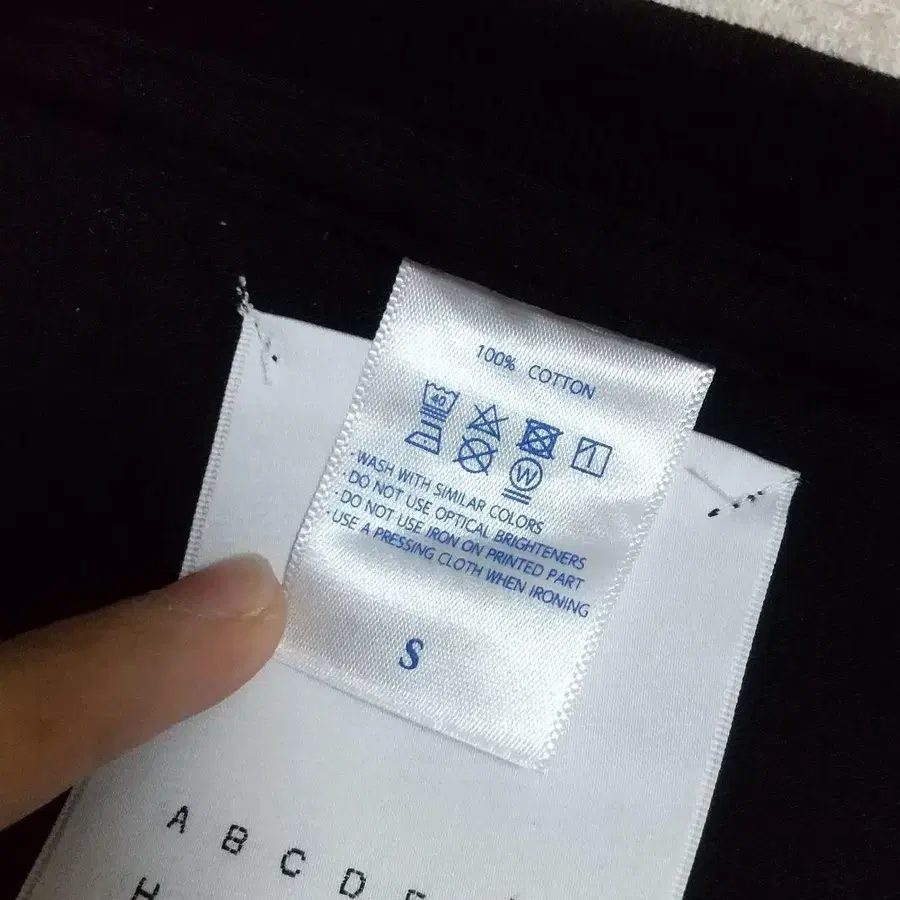 100% COTTON
40
W
· WASH WITH SIMILAR COLORS
· DO NOT USE OPTICAL BRIGHTENERS
· DO NOT USE IRON ON PRINTED PART
· USE A PRESSING CLOTH WHEN IRONING
S
A B C D E
H